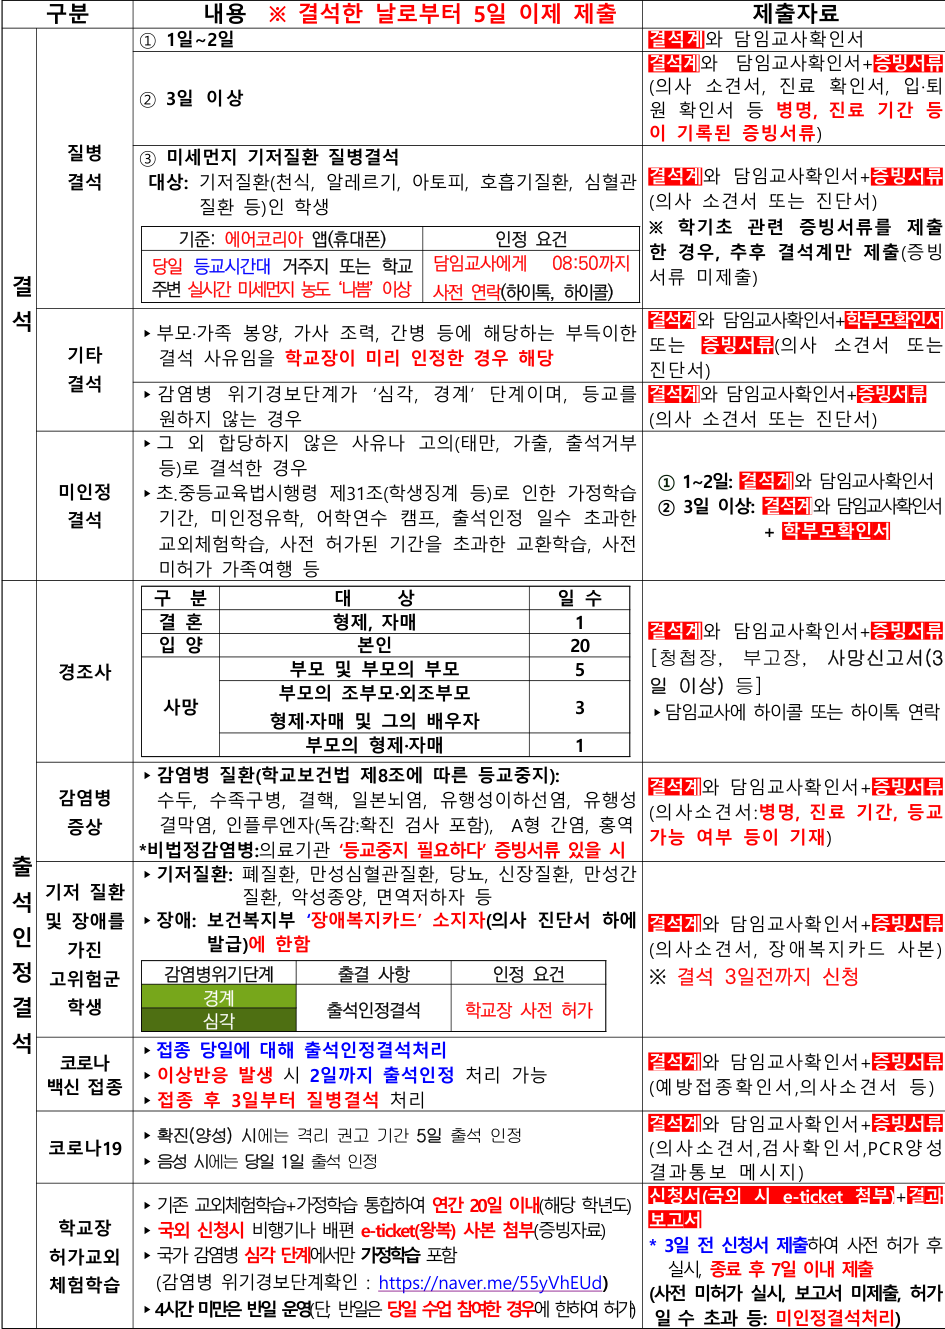 구분 내용 ※ 결석한 날로부터 5일 이제 제출 제출자료
결석
질병
결석
① 1일~2일
결석계와 담임교사확인서
② 3일 이상
결석계와 담임교사확인서+증빙서류
(의사 소견서, 진료 확인서, 입·퇴
원 확인서 등 병명, 진료 기간 등
이 기록된 증빙서류)
③ 미세먼지 기저질환 질병결석
대상: 기저질환(천식, 알레르기, 아토피, 호흡기질환, 심혈관
질환 등)인 학생
기준: 에어코리아 앱(휴대폰) 인정 요건
당일 등교시간대 거주지 또는 학교
주변 실시간 미세먼지 농도 ‘나쁨’ 이상
담임교사에게 08:50까지
사전 연락(하이톡, 하이콜)
결석계와 담임교사확인서+증빙서류
(의사 소견서 또는 진단서)
※ 학기초 관련 증빙서류를 제출
한 경우, 추후 결석계만 제출(증빙
서류 미제출)
기타
결석
▸부모·가족 봉양, 가사 조력, 간병 등에 해당하는 부득이한
결석 사유임을 학교장이 미리 인정한 경우 해당
결석계와 담임교사확인서+학부모확인서
또는 증빙서류(의사 소견서 또는
진단서)
▸감염병 위기경보단계가 ‘심각, 경계’ 단계이며, 등교를
원하지 않는 경우
결석계와 담임교사확인서+증빙서류
(의사 소견서 또는 진단서)
미인정
결석
▸그 외 합당하지 않은 사유나 고의(태만, 가출, 출석거부
등)로 결석한 경우
▸초.중등교육법시행령 제31조(학생징계 등)로 인한 가정학습
기간, 미인정유학, 어학연수 캠프, 출석인정 일수 초과한
교외체험학습, 사전 허가된 기간을 초과한 교환학습, 사전
미허가 가족여행 등
① 1~2일: 결석계와 담임교사확인서
② 3일 이상: 결석계와 담임교사확인서
+ 학부모확인서
출석인정결석
경조사
구 분 대 상 일 수
결 혼 형제, 자매 1
입 양 본인 20
사망
부모 및 부모의 부모 5
부모의 조부모·외조부모
형제·자매 및 그의 배우자
3
부모의 형제·자매 1
결석계와 담임교사확인서+증빙서류
[청첩장, 부고장, 사망신고서(3
일 이상) 등]
▸담임교사에 하이콜 또는 하이톡 연락
감염병
증상
▸감염병 질환(학교보건법 제8조에 따른 등교중지):
수두, 수족구병, 결핵, 일본뇌염, 유행성이하선염, 유행성
결막염, 인플루엔자(독감:확진 검사 포함), A형 간염, 홍역
*비법정감염병:의료기관 ‘등교중지 필요하다’ 증빙서류 있을 시
결석계와 담임교사확인서+증빙서류
(의사소견서:병명, 진료 기간, 등교
가능 여부 등이 기재)
기저 질환
및 장애를
가진
고위험군
학생
▸기저질환: 폐질환, 만성심혈관질환, 당뇨, 신장질환, 만성간
질환, 악성종양, 면역저하자 등
▸장애: 보건복지부 ‘장애복지카드’ 소지자(의사 진단서 하에
발급)에 한함
감염병위기단계 출결 사항 인정 요건
경계
심각
출석인정결석 학교장 사전 허가
결석계와 담임교사확인서+증빙서류
(의사소견서, 장애복지카드 사본)
※ 결석 3일전까지 신청
코로나
백신 접종
▸접종 당일에 대해 출석인정결석처리
▸이상반응 발생 시 2일까지 출석인정 처리 가능
▸접종 후 3일부터 질병결석 처리
결석계와 담임교사확인서+증빙서류
(예방접종확인서,의사소견서 등)
코로나19
▸확진(양성) 시에는 격리 권고 기간 5일 출석 인정
▸음성 시에는 당일 1일 출석 인정
결석계와 담임교사확인서+증빙서류
(의사소견서,검사확인서,PCR양성
결과통보 메시지)
학교장
허가교외
체험학습
▸기존 교외체험학습+가정학습 통합하여 연간 20일 이내(해당 학년도)
▸국외 신청시 비행기나 배편 e-ticket(왕복) 사본 첨부(증빙자료)
▸국가 감염병 심각 단계에서만 가정학습 포함
(감염병 위기경보단계확인 : https://naver.me/55yVhEUd)
▸4시간 미만은 반일 운영(단, 반일은 당일 수업 참여한 경우에 한하여 허가)
신청서(국외 시 e-ticket 첨부)+결과
보고서
* 3일 전 신청서 제출하여 사전 허가 후
실시, 종료 후 7일 이내 제출
(사전 미허가 실시, 보고서 미제출, 허가
일 수 초과 등: 미인정결석처리)